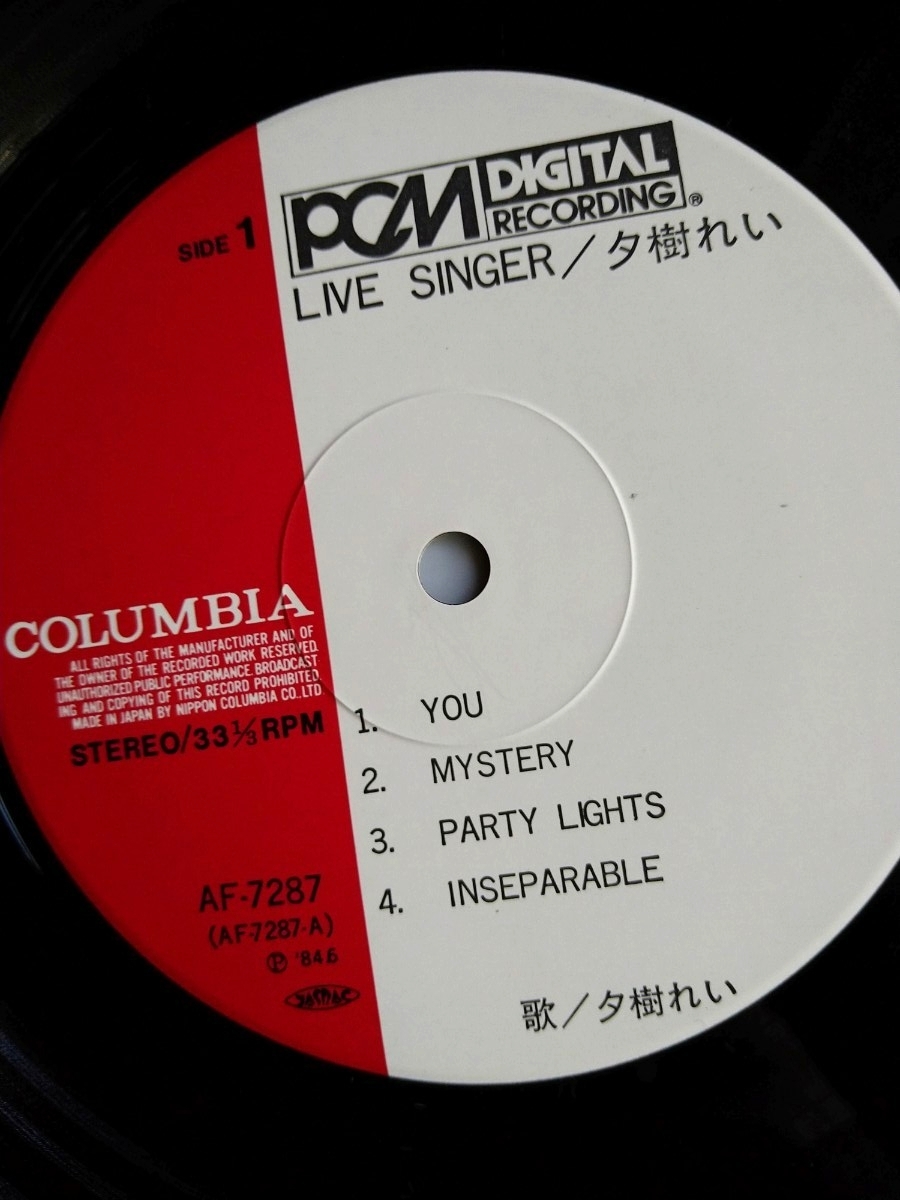 PCM DIGITAL
RECORDING®
LIVE SINGER／夕樹れい
SIDE 1
COLUMBIA
ALL RIGHTS OF THE MANUFACTURER AND OF
THE OWNER OF THE RECORDED WORK RESERVED.
UNAUTHORIZED PUBLIC PERFORMANCE. BROADCAST
ING AND COPYING OF THIS RECORD PROHIBITED.
MADE IN JAPAN BY NIPPON COLUMBIA CO.,LTD
STEREO/33⅓RPM
1. YOU
2. MYSTERY
3. PARTY LIGHTS
4. INSEPARABLE
AF-7287
(AF-7287-A)
Ⓟ '84.6
歌／夕樹れい